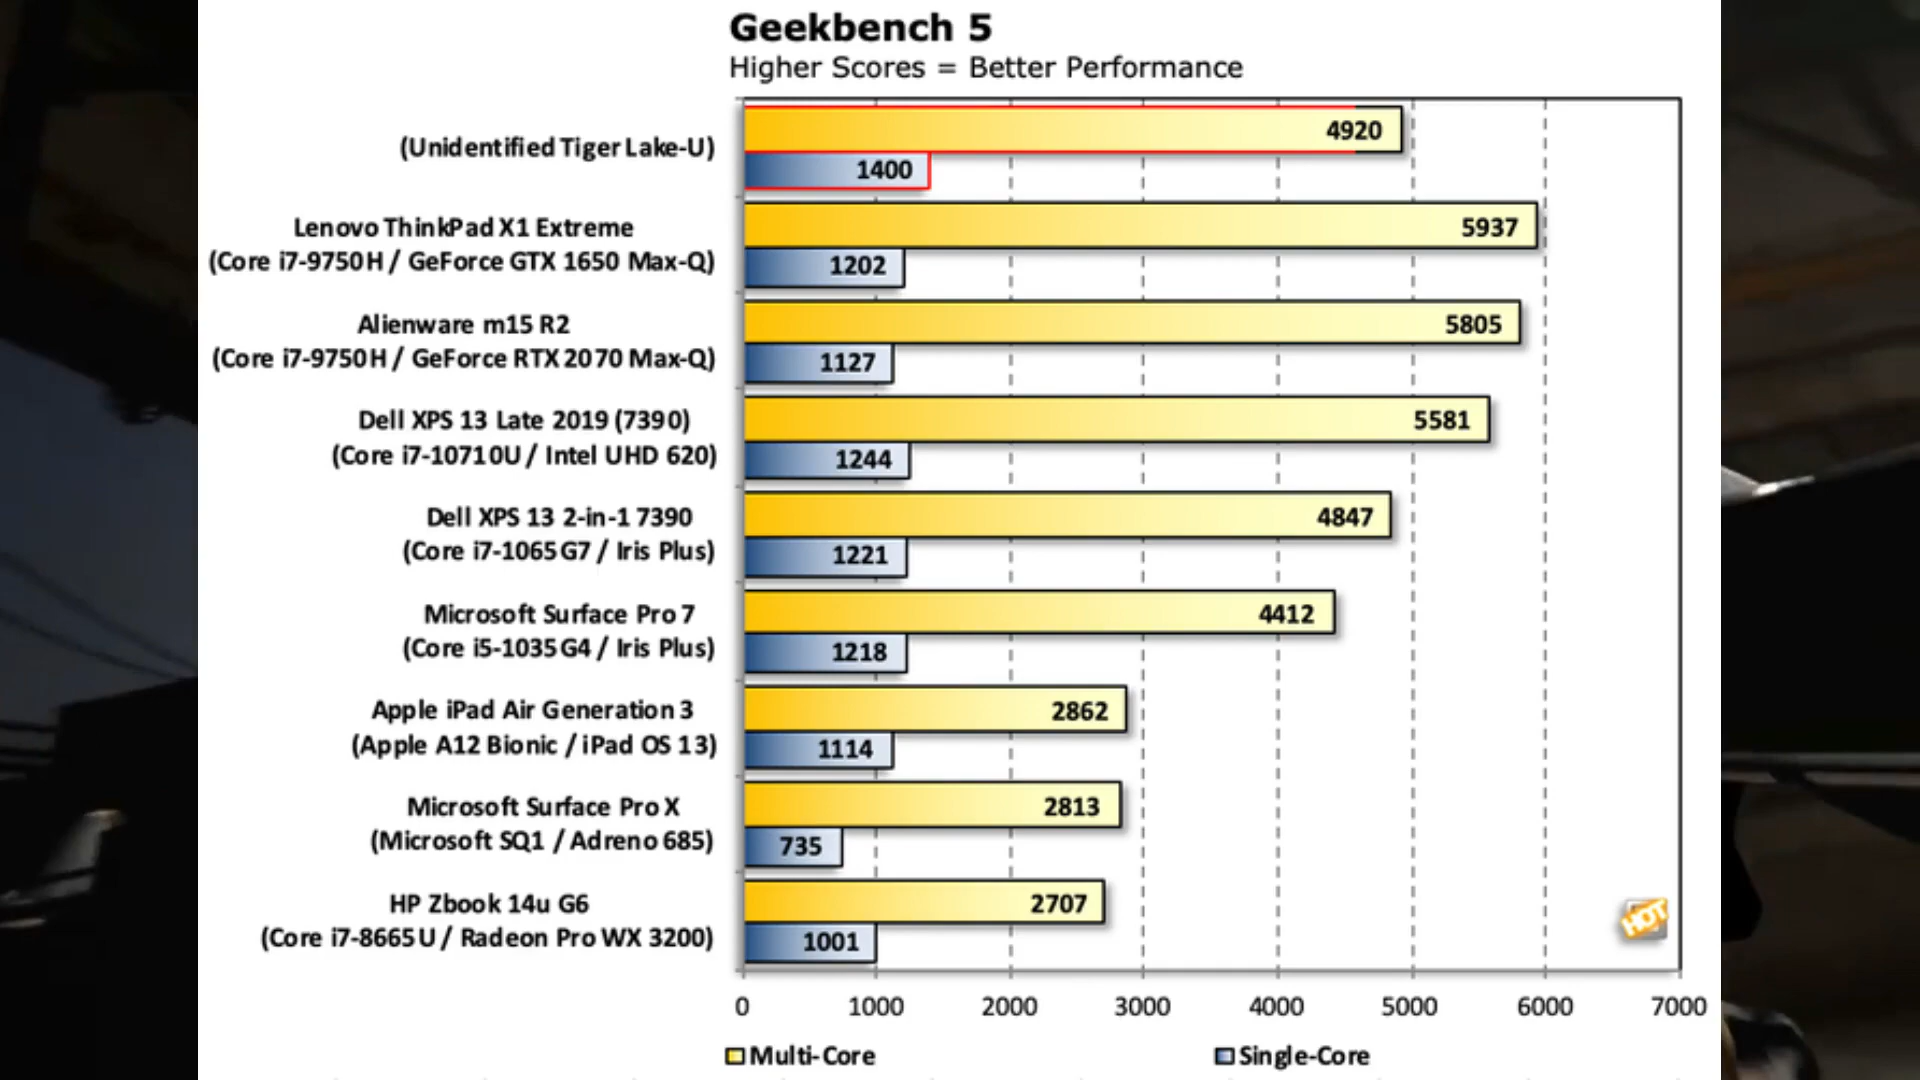 Geekbench 5
Higher Scores = Better Performance
(Unidentified Tiger Lake-U)
4920
1400
Lenovo ThinkPad X1 Extreme
(Core i7-9750H / GeForce GTX 1650 Max-Q)
5937
1202
Alienware m15 R2
(Core i7-9750H / GeForce RTX 2070 Max-Q)
5805
1127
Dell XPS 13 Late 2019 (7390)
(Core i7-10710U / Intel UHD 620)
5581
1244
Dell XPS 13 2-in-1 7390
(Core i7-1065G7 / Iris Plus)
4847
1221
Microsoft Surface Pro 7
(Core i5-1035G4 / Iris Plus)
4412
1218
Apple iPad Air Generation 3
(Apple A12 Bionic / iPad OS 13)
2862
1114
Microsoft Surface Pro X
(Microsoft SQ1 / Adreno 685)
2813
735
HP Zbook 14u G6
(Core i7-8665U / Radeon Pro WX 3200)
2707
1001
HOT
0 1000 2000 3000 4000 5000 6000 7000
Multi-Core Single-Core